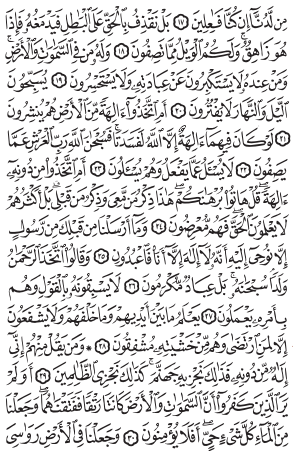 مِن لَّدُنَّآ إِن كُنَّا فَٰعِلِينَ ١٧ بَلْ نَقْذِفُ بِٱلْحَقِّ عَلَى ٱلْبَٰطِلِ فَيَدْمَغُهُۥ فَإِذَا
هُوَ زَاهِقٌ ۚ وَلَكُمُ ٱلْوَيْلُ مِمَّا تَصِفُونَ ١٨ وَلَهُۥ مَن فِى ٱلسَّمَٰوَٰتِ وَٱلْأَرْضِ ۚ
وَمَنْ عِندَهُۥ لَا يَسْتَكْبِرُونَ عَنْ عِبَادَتِهِۦ وَلَا يَسْتَحْسِرُونَ ١٩ يُسَبِّحُونَ
ٱلَّيْلَ وَٱلنَّهَارَ لَا يَفْتُرُونَ ٢٠ أَمِ ٱتَّخَذُوٓا۟ ءَالِهَةً مِّنَ ٱلْأَرْضِ هُمْ يُنشِرُونَ
٢١ لَوْ كَانَ فِيهِمَآ ءَالِهَةٌ إِلَّا ٱللَّهُ لَفَسَدَتَا ۚ فَسُبْحَٰنَ ٱللَّهِ رَبِّ ٱلْعَرْشِ عَمَّا
يَصِفُونَ ٢٢ لَا يُسْـَٔلُ عَمَّا يَفْعَلُ وَهُمْ يُسْـَٔلُونَ ٢٣ أَمِ ٱتَّخَذُوا۟ مِن دُونِهِۦٓ
ءَالِهَةً ۖ قُلْ هَاتُوا۟ بُرْهَٰنَكُمْ ۖ هَٰذَا ذِكْرُ مَن مَّعِىَ وَذِكْرُ مَن قَبْلِى ۗ بَلْ أَكْثَرُهُمْ
لَا يَعْلَمُونَ ٱلْحَقَّ ۖ فَهُم مُّعْرِضُونَ ٢٤ وَمَآ أَرْسَلْنَا مِن قَبْلِكَ مِن رَّسُولٍ
إِلَّا نُوحِىٓ إِلَيْهِ أَنَّهُۥ لَآ إِلَٰهَ إِلَّآ أَنَا۠ فَٱعْبُدُونِ ٢٥ وَقَالُوا۟ ٱتَّخَذَ ٱلرَّحْمَٰنُ
وَلَدًا ۗ سُبْحَٰنَهُۥ ۚ بَلْ عِبَادٌ مُّكْرَمُونَ ٢٦ لَا يَسْبِقُونَهُۥ بِٱلْقَوْلِ وَهُم
بِأَمْرِهِۦ يَعْمَلُونَ ٢٧ يَعْلَمُ مَا بَيْنَ أَيْدِيهِمْ وَمَا خَلْفَهُمْ وَلَا يَشْفَعُونَ
إِلَّا لِمَنِ ٱرْتَضَىٰ وَهُم مِّنْ خَشْيَتِهِۦ مُشْفِقُونَ ٢٨ ۞ وَمَن يَقُلْ مِنْهُمْ إِنِّىٓ
إِلَٰهٌ مِّن دُونِهِۦ فَذَٰلِكَ نَجْزِيهِ جَهَنَّمَ ۚ كَذَٰلِكَ نَجْزِى ٱلظَّٰلِمِينَ ٢٩ أَوَلَمْ
يَرَ ٱلَّذِينَ كَفَرُوٓا۟ أَنَّ ٱلسَّمَٰوَٰتِ وَٱلْأَرْضَ كَانَتَا رَتْقًا فَفَتَقْنَٰهُمَا ۖ وَجَعَلْنَا
مِنَ ٱلْمَآءِ كُلَّ شَىْءٍ حَىٍّ ۖ أَفَلَا يُؤْمِنُونَ ٣٠ وَجَعَلْنَا فِى ٱلْأَرْضِ رَوَٰسِىَ